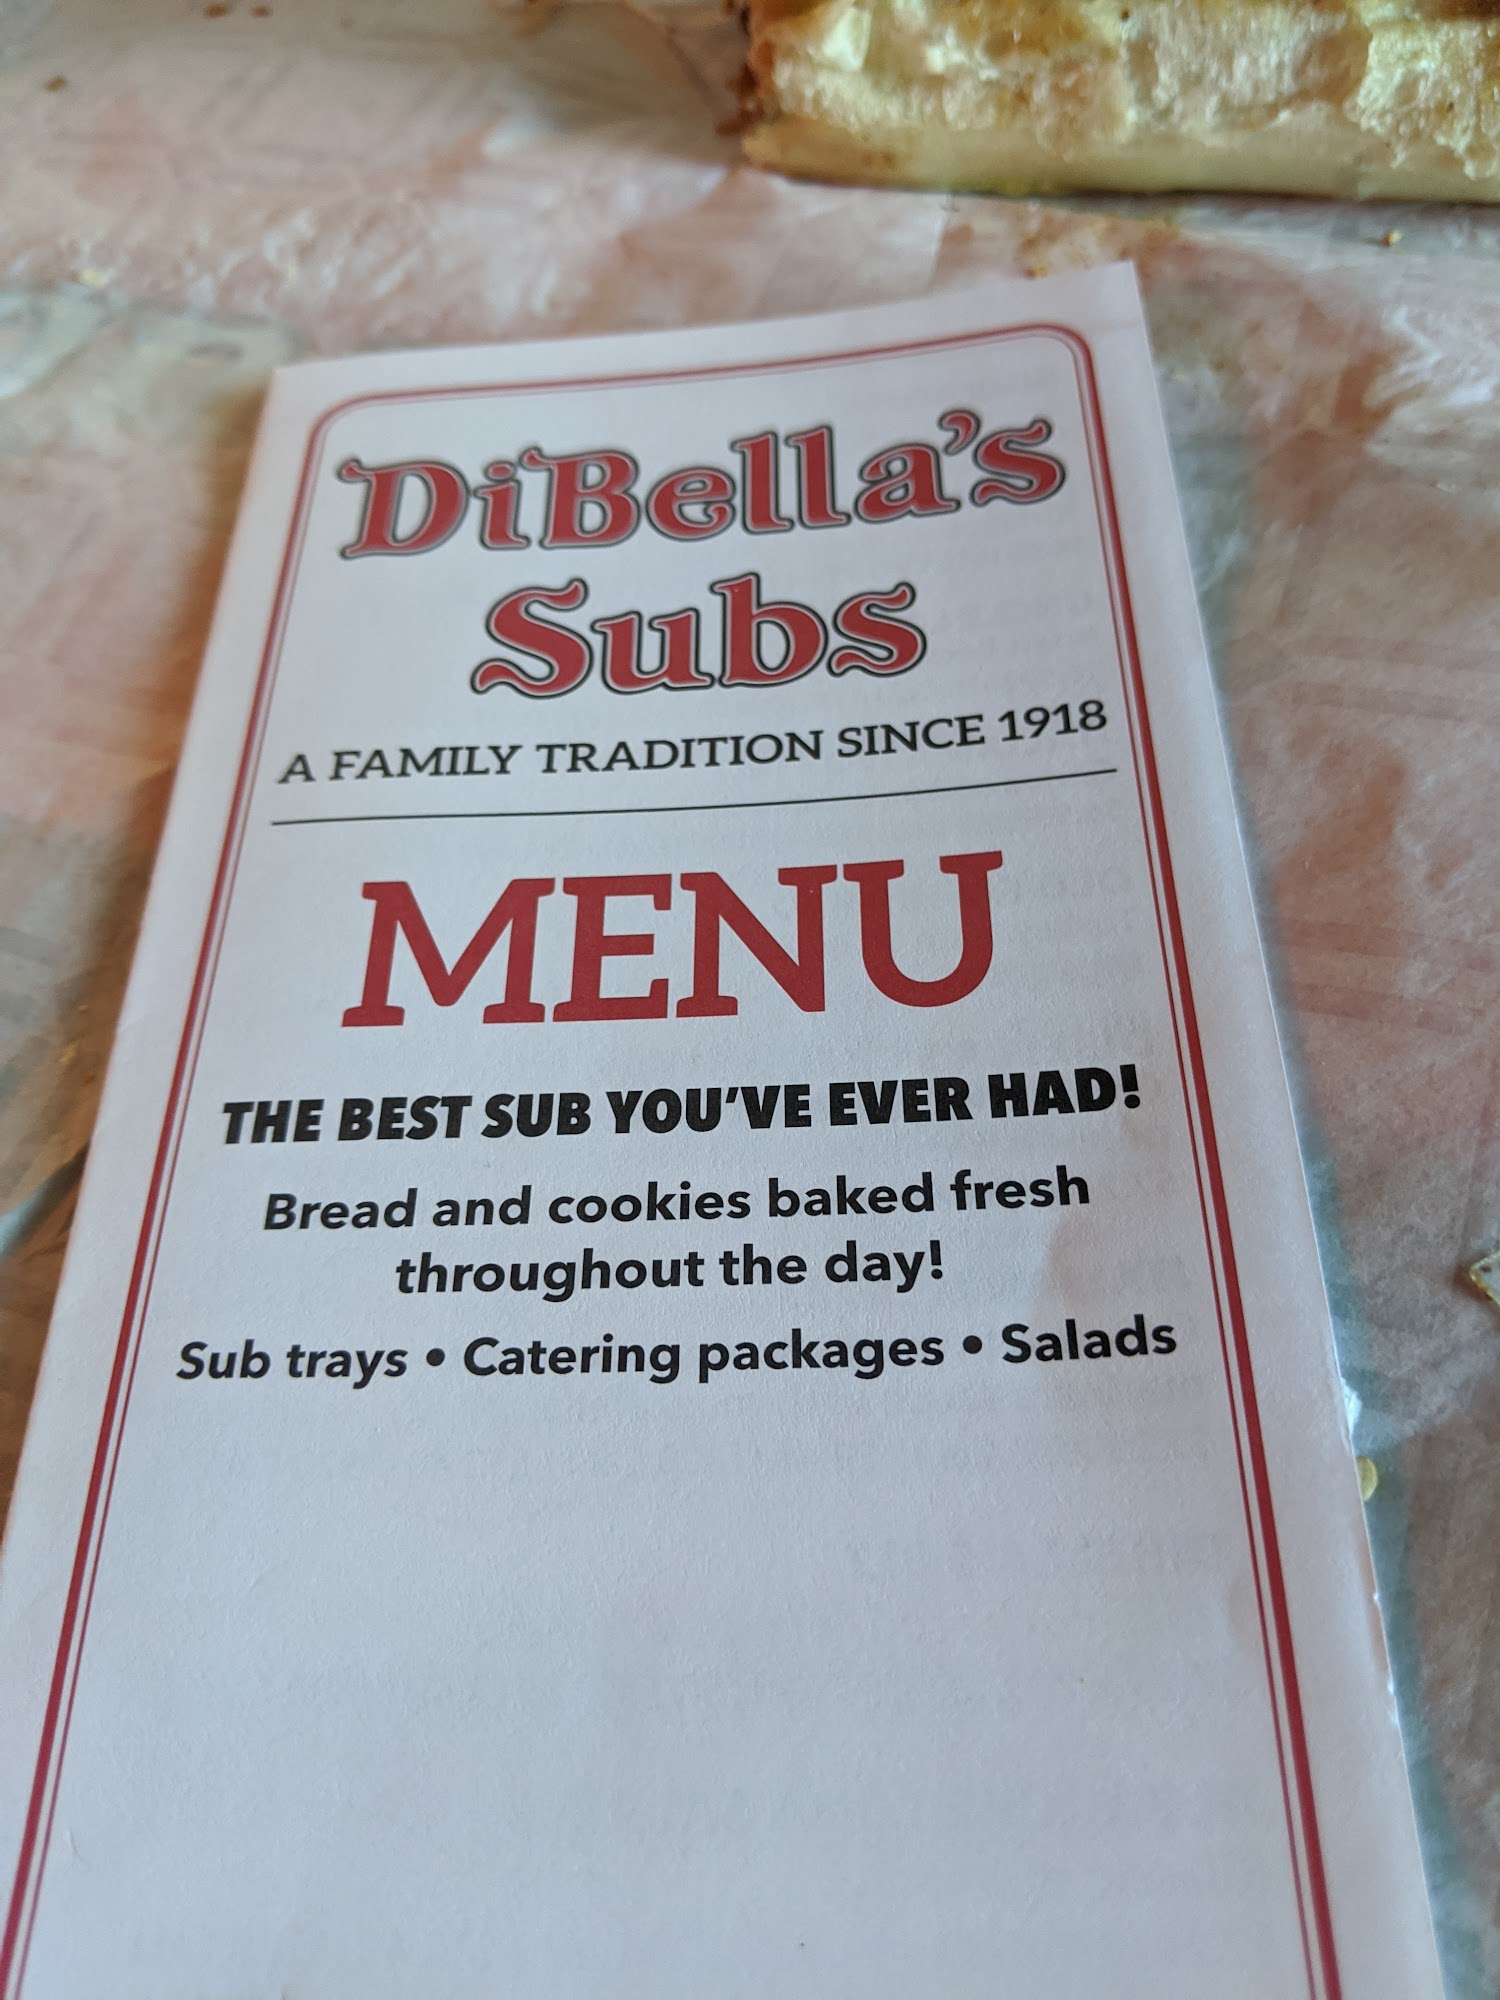 DiBella's
Subs
A FAMILY TRADITION SINCE 1918
MENU
THE BEST SUB YOU'VE EVER HAD!
Bread and cookies baked fresh
throughout the day!
Sub trays • Catering packages • Salads